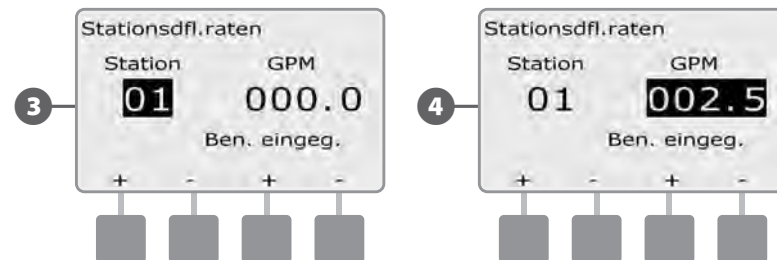 Stationsdfl.raten
Station GPM
3 01 000.0
Ben. eingeg.
+ - + -
Stationsdfl.raten
Station GPM
4 01 002.5
Ben. eingeg.
+ - + -